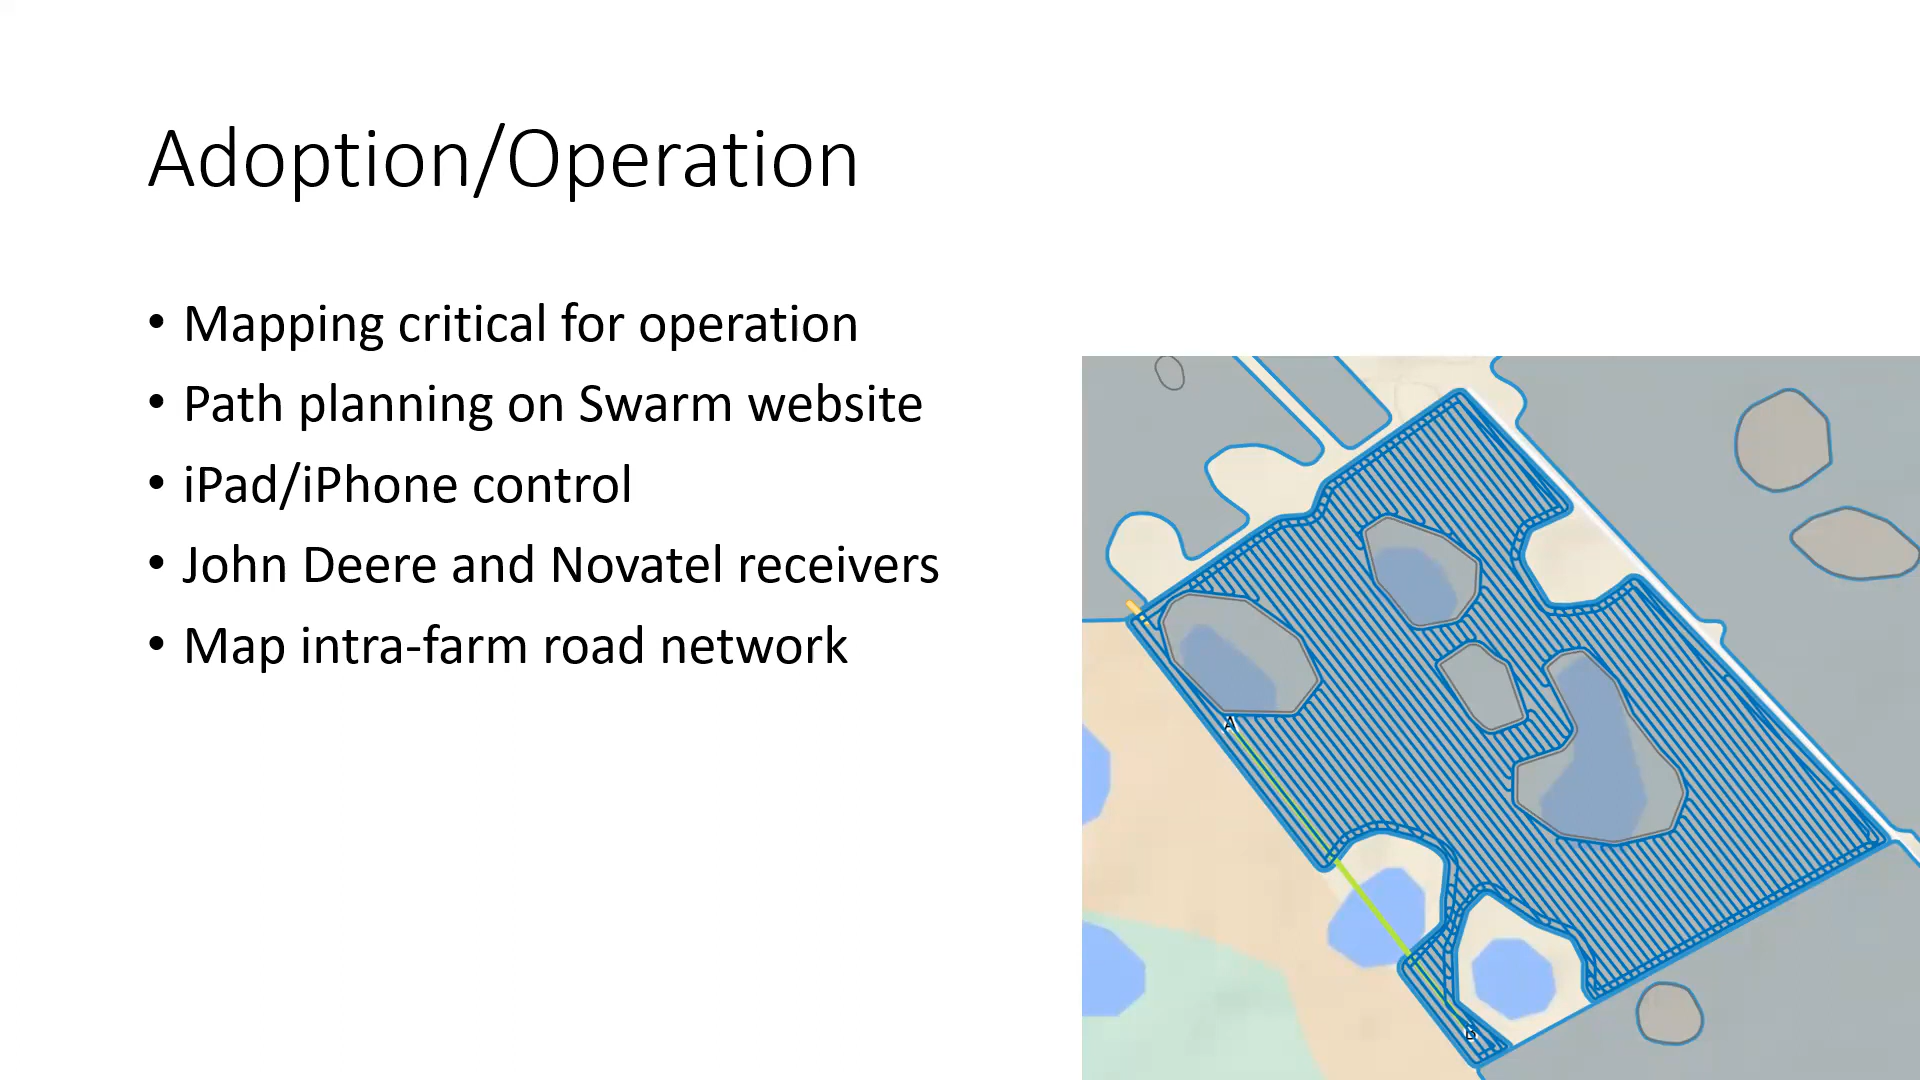 Adoption/Operation
• Mapping critical for operation
• Path planning on Swarm website
• iPad/iPhone control
• John Deere and Novatel receivers
• Map intra-farm road network
A
B